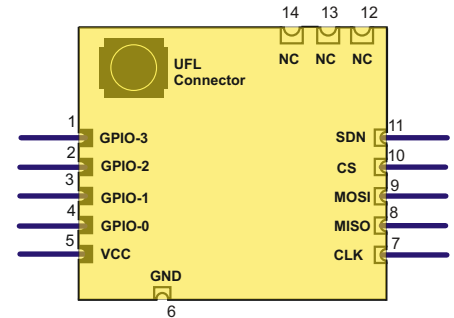 14 13 12
NC NC NC
UFL
Connector
1 GPIO-3
2 GPIO-2
3 GPIO-1
4 GPIO-0
5 VCC
SDN 11
CS 10
MOSI 9
MISO 8
CLK 7
GND
6